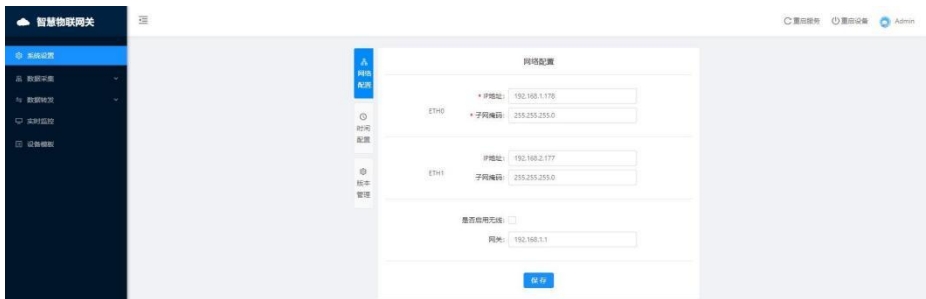 智慧物联网关
重启服务 重启设备 Admin
系统设置
数据采集
数据转发
实时监控
设备模板
网络配置
时间配置
版本管理
网络配置
ETH0
* IP地址: 192.168.1.178
* 子网掩码: 255.255.255.0
ETH1
IP地址: 192.168.2.177
子网掩码: 255.255.255.0
是否启用无线:
网关: 192.168.1.1
保存